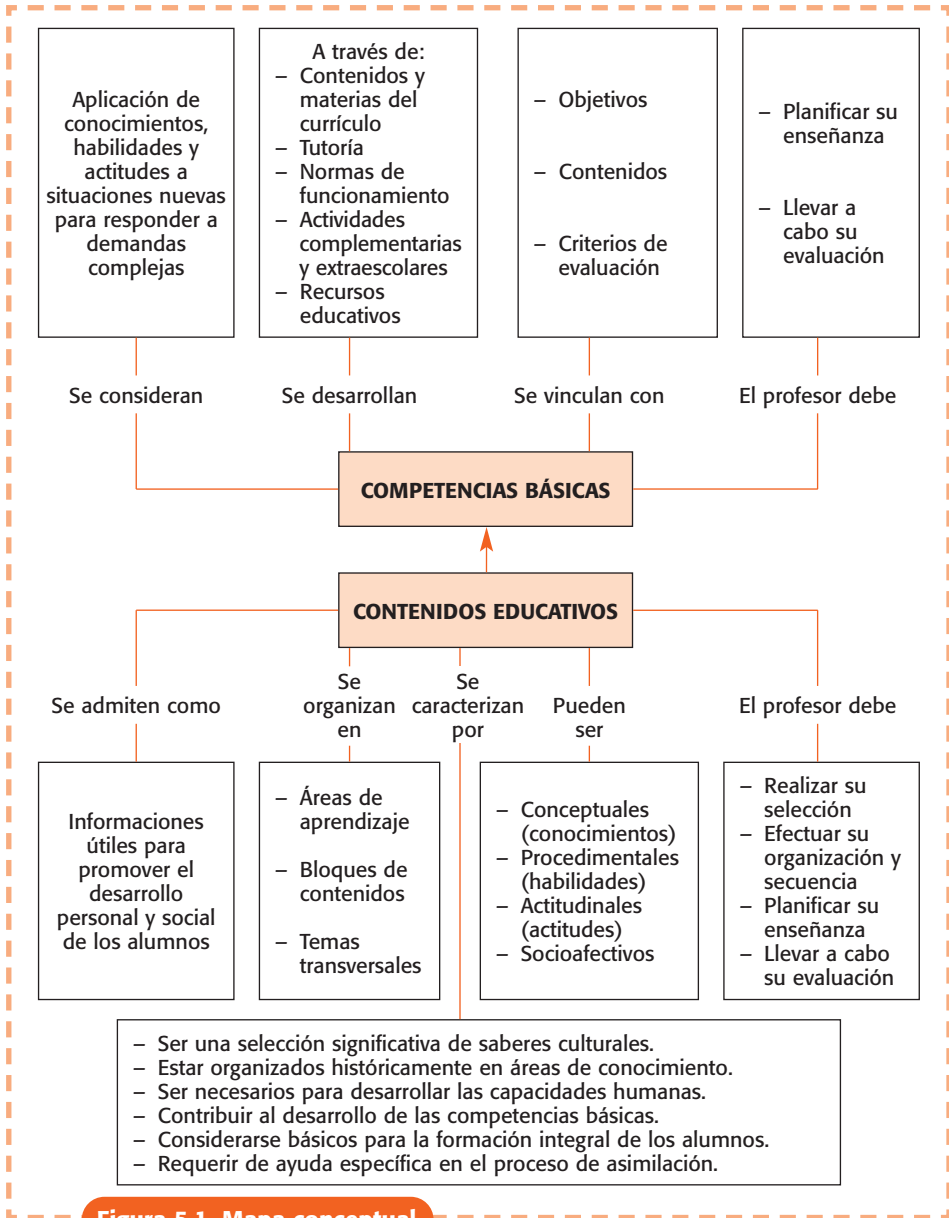 Aplicación de
conocimientos,
habilidades y
actitudes a
situaciones nuevas
para responder a
demandas
complejas
A través de:
– Contenidos y
materias del
currículo
– Tutoría
– Normas de
funcionamiento
– Actividades
complementarias
y extraescolares
– Recursos
educativos
– Objetivos
– Contenidos
– Criterios de
evaluación
– Planificar su
enseñanza
– Llevar a
cabo su
evaluación
Se consideran
Se desarrollan
Se vinculan con
El profesor debe
COMPETENCIAS BÁSICAS
CONTENIDOS EDUCATIVOS
Se admiten como
Se
organizan
en
Se
caracterizan
por
Pueden
ser
El profesor debe
Informaciones
útiles para
promover el
desarrollo
personal y social
de los alumnos
– Áreas de
aprendizaje
– Bloques de
contenidos
– Temas
transversales
– Conceptuales
(conocimientos)
– Procedimentales
(habilidades)
– Actitudinales
(actitudes)
– Socioafectivos
– Realizar su
selección
– Efectuar su
organización y
secuencia
– Planificar su
enseñanza
– Llevar a cabo
su evaluación
– Ser una selección significativa de saberes culturales.
– Estar organizados históricamente en áreas de conocimiento.
– Ser necesarios para desarrollar las capacidades humanas.
– Contribuir al desarrollo de las competencias básicas.
– Considerarse básicos para la formación integral de los alumnos.
– Requerir de ayuda específica en el proceso de asimilación.
Figura 5.1. Mapa conceptual